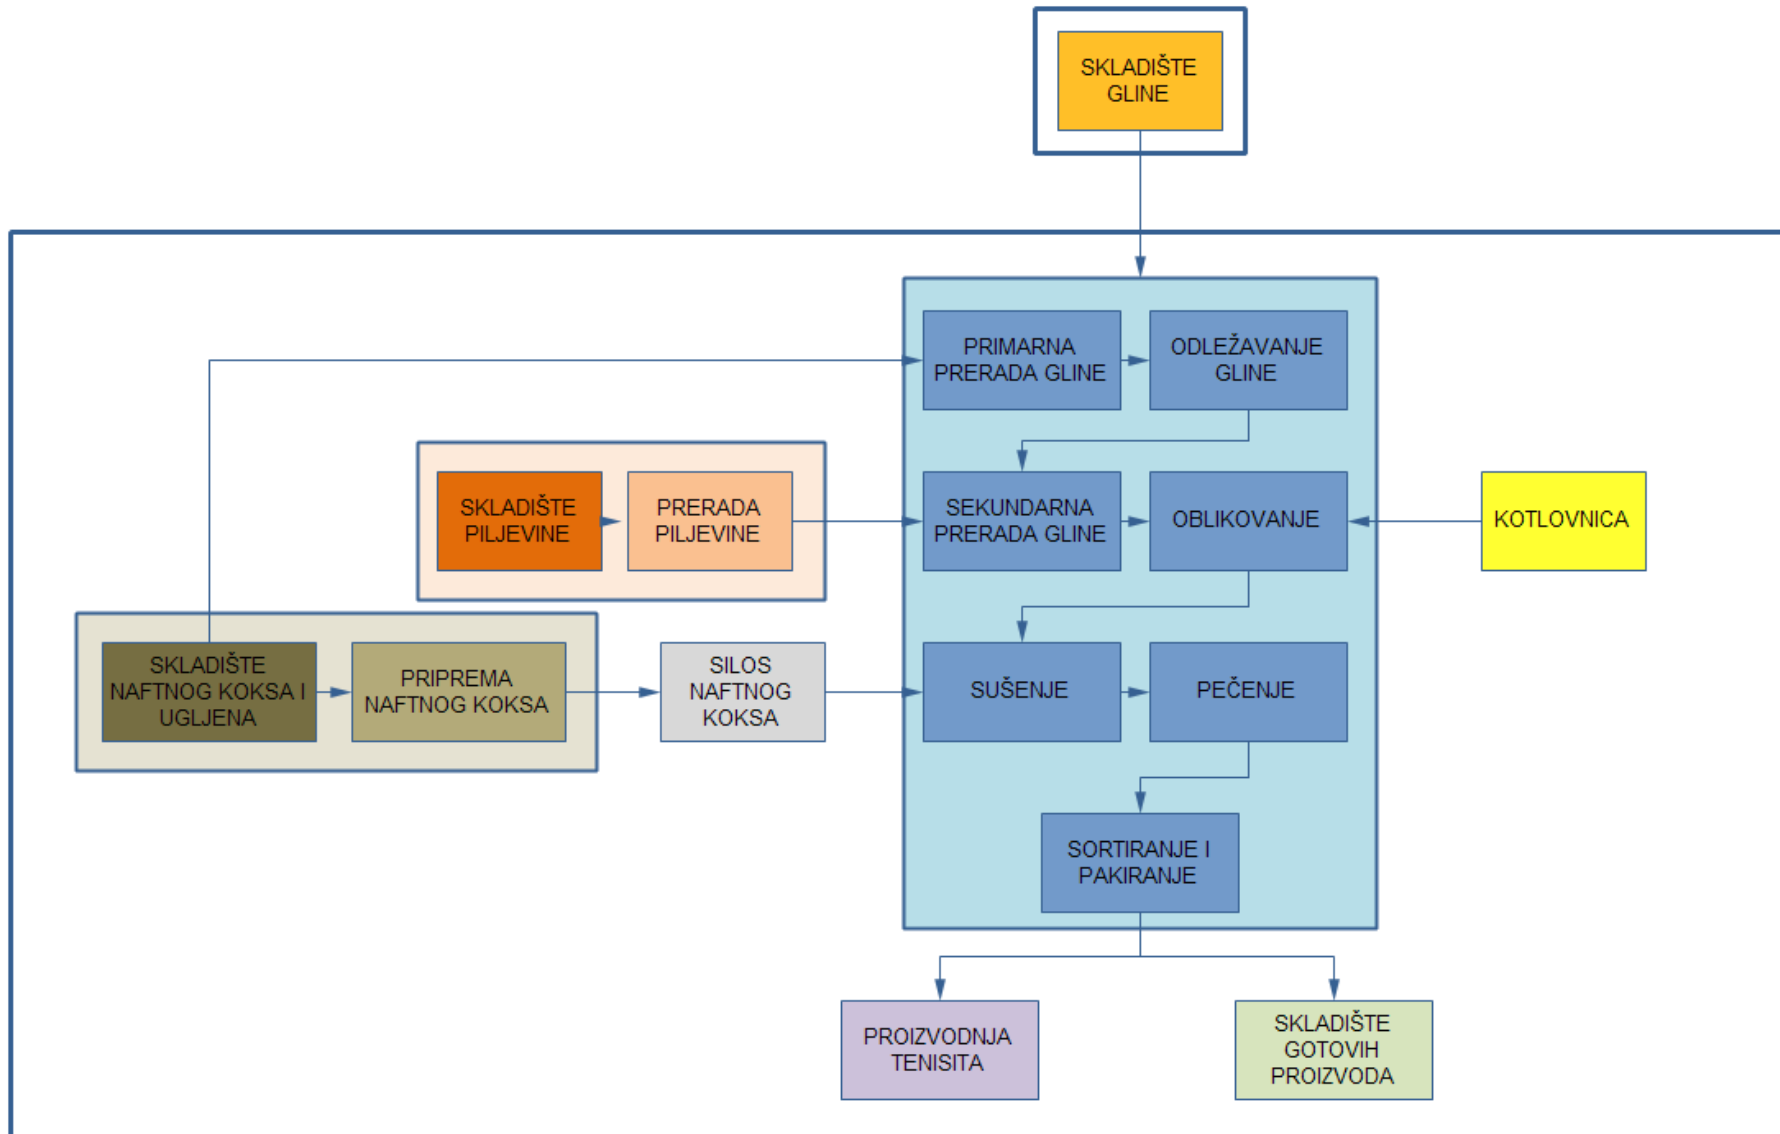 SKLADIŠTE
GLINE
PRIMARNA
PRERADA GLINE
ODLEŽAVANJE
GLINE
SKLADIŠTE
PILJEVINE
PRERADA
PILJEVINE
SEKUNDARNA
PRERADA GLINE
OBLIKOVANJE
KOTLOVNICA
SKLADIŠTE
NAFTNOG KOKSA I
UGLJENA
PRIPREMA
NAFTNOG KOKSA
SILOS
NAFTNOG
KOKSA
SUŠENJE
PEČENJE
SORTIRANJE I
PAKIRANJE
PROIZVODNJA
TENISITA
SKLADIŠTE
GOTOVIH
PROIZVODA